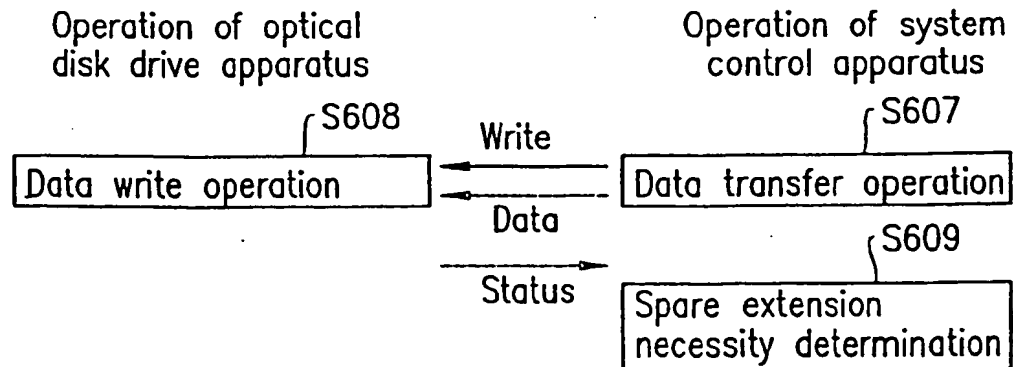 Operation of optical
disk drive apparatus
Operation of system
control apparatus
S608
S607
Write
Data write operation
Data transfer operation
Data
S609
Status
Spare extension
necessity determination